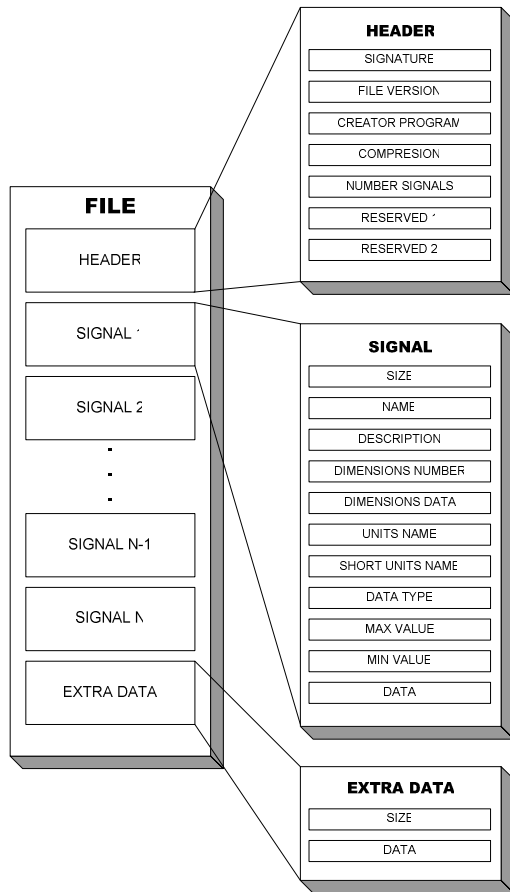 FILE
HEADER
SIGNAL 1
SIGNAL 2
.
.
.
SIGNAL N-1
SIGNAL N
EXTRA DATA
HEADER
SIGNATURE
FILE VERSION
CREATOR PROGRAM
COMPRESION
NUMBER SIGNALS
RESERVED 1
RESERVED 2
SIGNAL
SIZE
NAME
DESCRIPTION
DIMENSIONS NUMBER
DIMENSIONS DATA
UNITS NAME
SHORT UNITS NAME
DATA TYPE
MAX VALUE
MIN VALUE
DATA
EXTRA DATA
SIZE
DATA